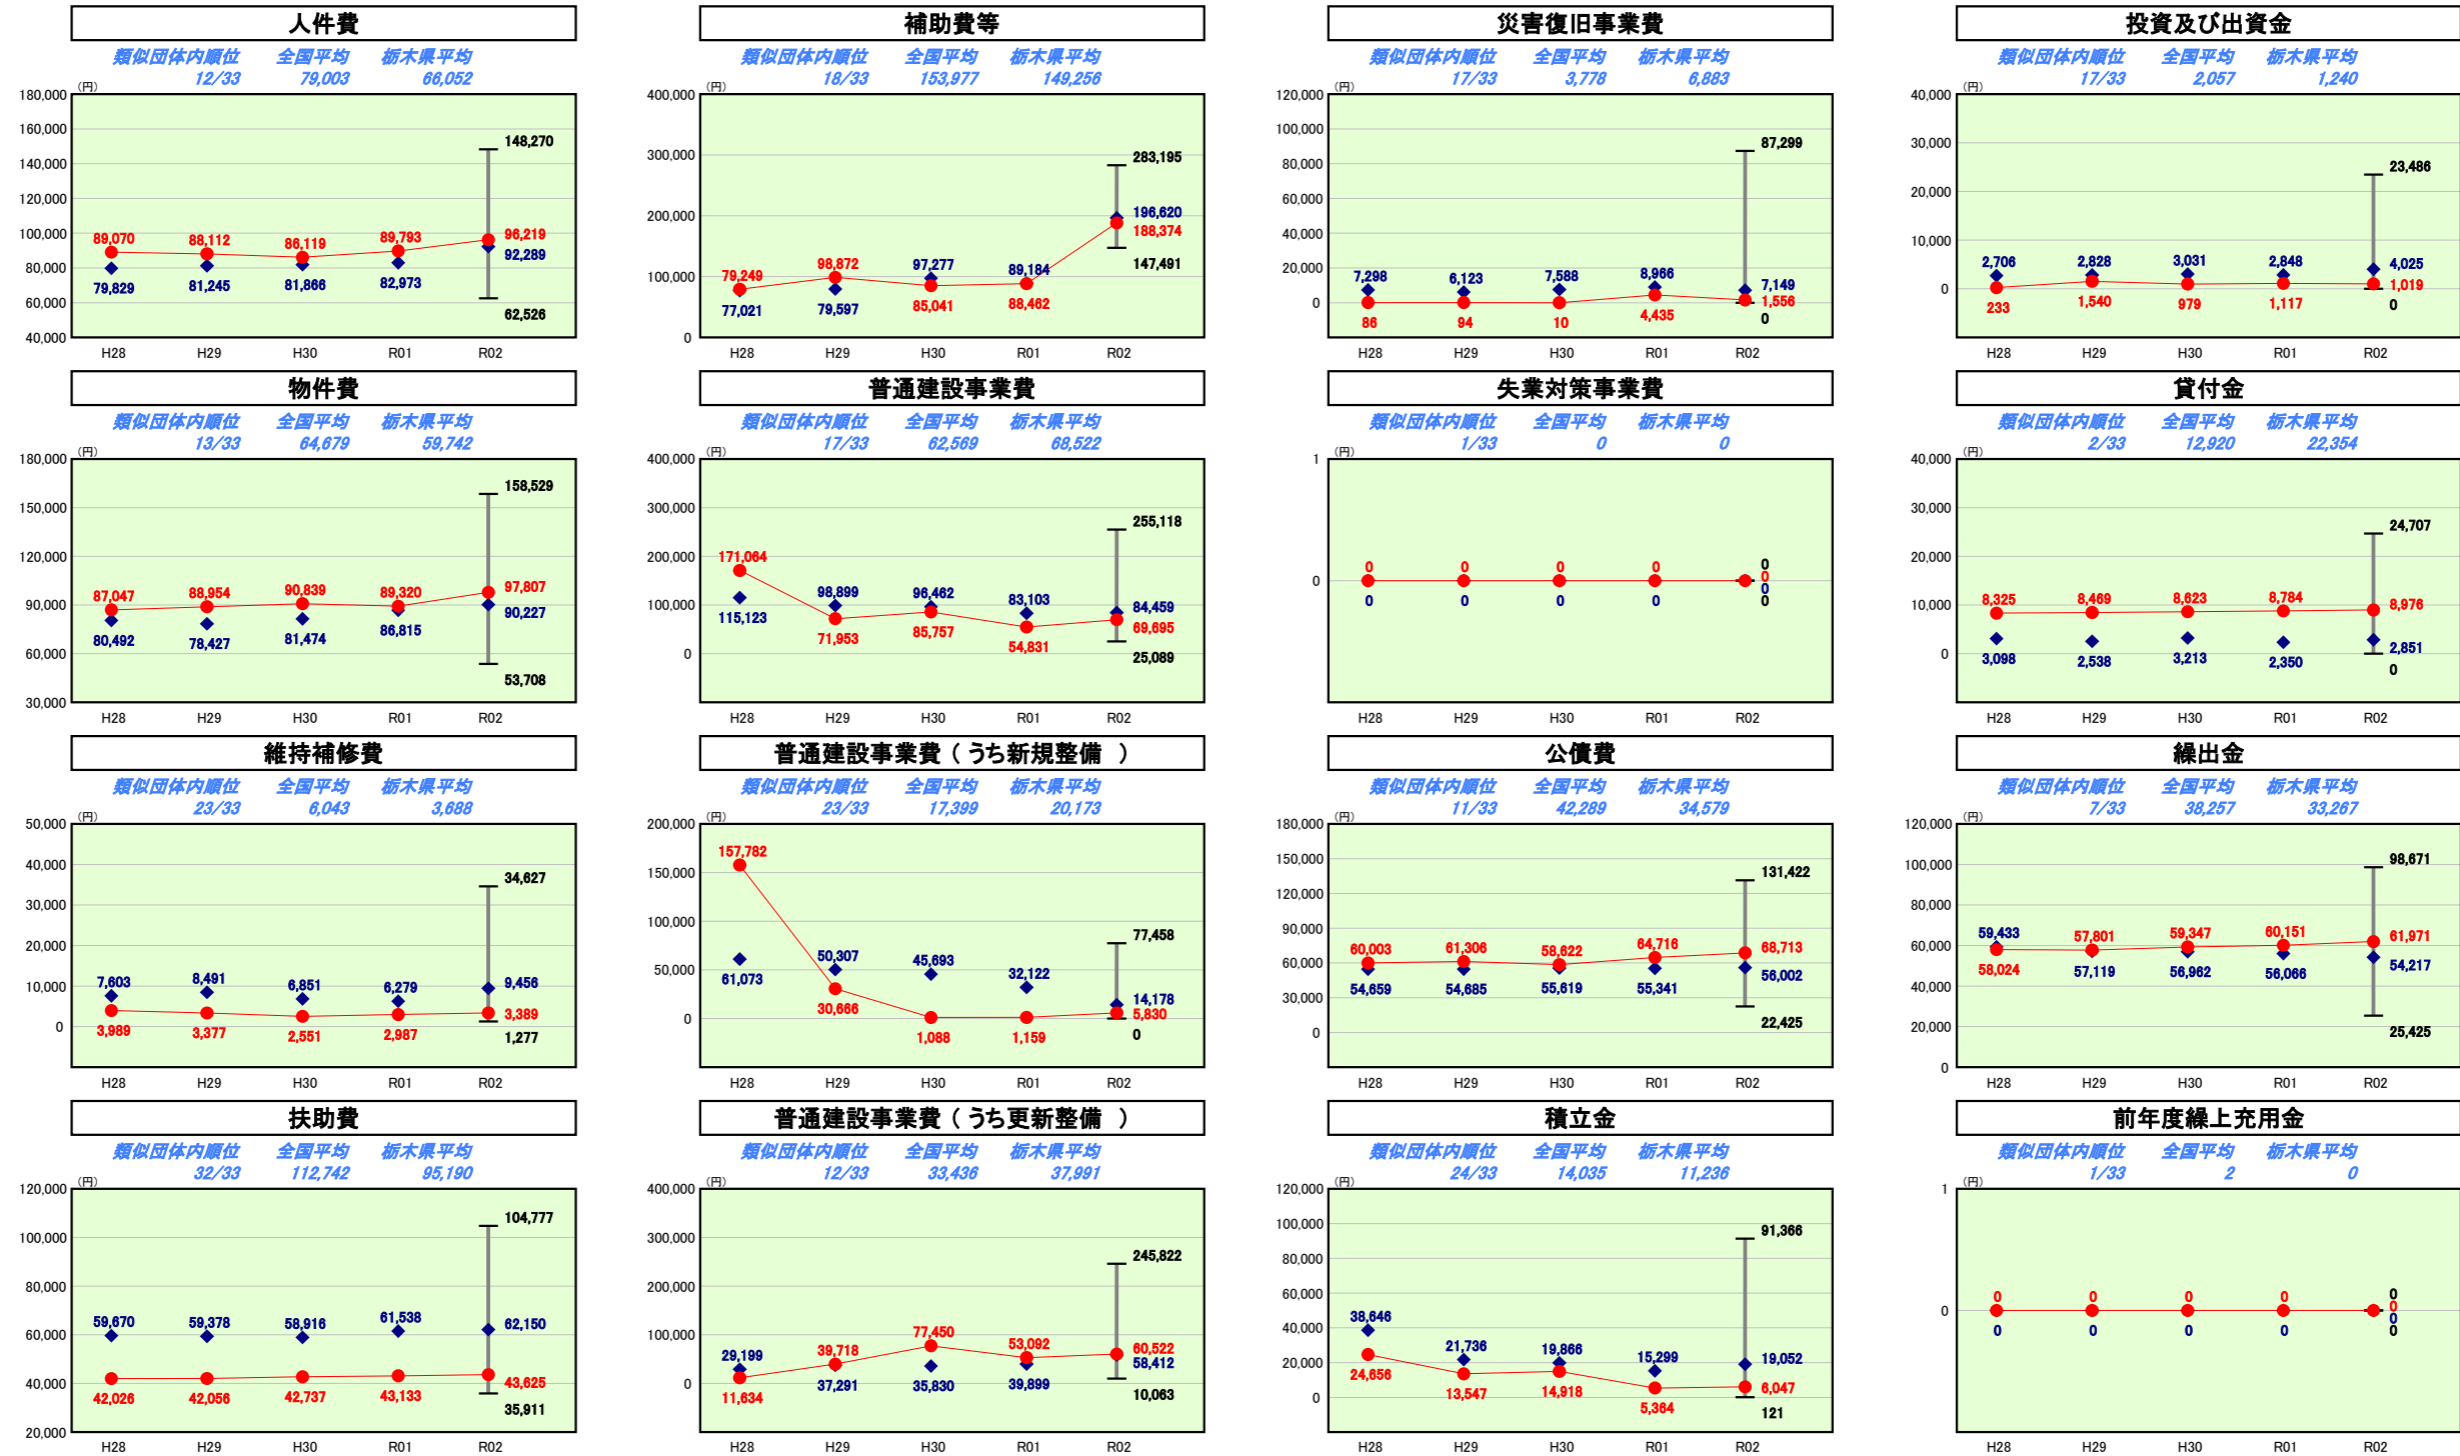 人件費
類似団体内順位 全国平均 栃木県平均
12/33 79,003 66,052
(円)
180,000
160,000
140,000
120,000
100,000
80,000
60,000
40,000
148,270
89,070 88,112 86,119 89,793 96,219
79,829 81,245 81,866 82,973 92,289
62,526
H28 H29 H30 R01 R02
補助費等
類似団体内順位 全国平均 栃木県平均
18/33 153,977 149,256
(円)
400,000
300,000
200,000
100,000
0
283,195
196,620
188,374
147,491
79,249 98,872 97,277 89,184
77,021 79,597 85,041 88,462
H28 H29 H30 R01 R02
災害復旧事業費
類似団体内順位 全国平均 栃木県平均
17/33 3,778 6,883
(円)
120,000
100,000
80,000
60,000
40,000
20,000
0
87,299
7,298 6,123 7,588 8,966 7,149
86 94 10 4,435 1,556
0
H28 H29 H30 R01 R02
投資及び出資金
類似団体内順位 全国平均 栃木県平均
17/33 2,057 1,240
(円)
40,000
30,000
20,000
10,000
0
23,486
2,706 2,828 3,031 2,848 4,025
233 1,540 979 1,117 1,019
0
H28 H29 H30 R01 R02
物件費
類似団体内順位 全国平均 栃木県平均
13/33 64,679 59,742
(円)
180,000
150,000
120,000
90,000
60,000
30,000
158,529
87,047 88,954 90,839 89,320 97,807
80,492 78,427 81,474 86,815 90,227
53,708
H28 H29 H30 R01 R02
普通建設事業費
類似団体内順位 全国平均 栃木県平均
17/33 62,569 68,522
(円)
400,000
300,000
200,000
100,000
0
255,118
171,064 98,899 96,462 83,103 84,459
115,123 71,953 85,757 54,831 69,695
25,089
H28 H29 H30 R01 R02
失業対策事業費
類似団体内順位 全国平均 栃木県平均
1/33 0 0
(円)
1
0
0
0 0 0 0 0
0 0 0 0 0
0
H28 H29 H30 R01 R02
貸付金
類似団体内順位 全国平均 栃木県平均
2/33 12,920 22,354
(円)
40,000
30,000
20,000
10,000
0
24,707
8,325 8,469 8,623 8,784 8,976
3,098 2,538 3,213 2,350 2,851
0
H28 H29 H30 R01 R02
維持補修費
類似団体内順位 全国平均 栃木県平均
23/33 6,043 3,688
(円)
50,000
40,000
30,000
20,000
10,000
0
34,627
7,603 8,491 6,851 6,279 9,456
3,989 3,377 2,551 2,987 3,389
1,277
H28 H29 H30 R01 R02
普通建設事業費（うち新規整備　）
類似団体内順位 全国平均 栃木県平均
23/33 17,399 20,173
(円)
200,000
150,000
100,000
50,000
0
157,782
77,458
61,073 50,307 45,693 32,122 14,178
30,666 1,088 1,159 5,830
0
H28 H29 H30 R01 R02
公債費
類似団体内順位 全国平均 栃木県平均
11/33 42,289 34,579
(円)
180,000
150,000
120,000
90,000
60,000
30,000
0
131,422
60,003 61,306 58,622 64,716 68,713
54,659 54,685 55,619 55,341 56,002
22,425
H28 H29 H30 R01 R02
繰出金
類似団体内順位 全国平均 栃木県平均
7/33 38,257 33,267
(円)
120,000
100,000
80,000
60,000
40,000
20,000
0
98,671
59,433 57,801 59,347 60,151 61,971
58,024 57,119 56,962 56,066 54,217
25,425
H28 H29 H30 R01 R02
扶助費
類似団体内順位 全国平均 栃木県平均
32/33 112,742 95,190
(円)
120,000
100,000
80,000
60,000
40,000
20,000
104,777
59,670 59,378 58,916 61,538 62,150
42,026 42,056 42,737 43,133 43,625
35,911
H28 H29 H30 R01 R02
普通建設事業費（うち更新整備　）
類似団体内順位 全国平均 栃木県平均
12/33 33,436 37,991
(円)
400,000
300,000
200,000
100,000
0
245,822
29,199 39,718 77,450 53,092 60,522
11,634 37,291 35,830 39,899 58,412
10,063
H28 H29 H30 R01 R02
積立金
類似団体内順位 全国平均 栃木県平均
24/33 14,035 11,236
(円)
120,000
100,000
80,000
60,000
40,000
20,000
0
91,366
38,646 21,736 19,866 15,299 19,052
24,656 13,547 14,918 5,364 6,047
121
H28 H29 H30 R01 R02
前年度繰上充用金
類似団体内順位 全国平均 栃木県平均
1/33 2 0
(円)
1
0
0
0 0 0 0 0
0 0 0 0 0
0
H28 H29 H30 R01 R02